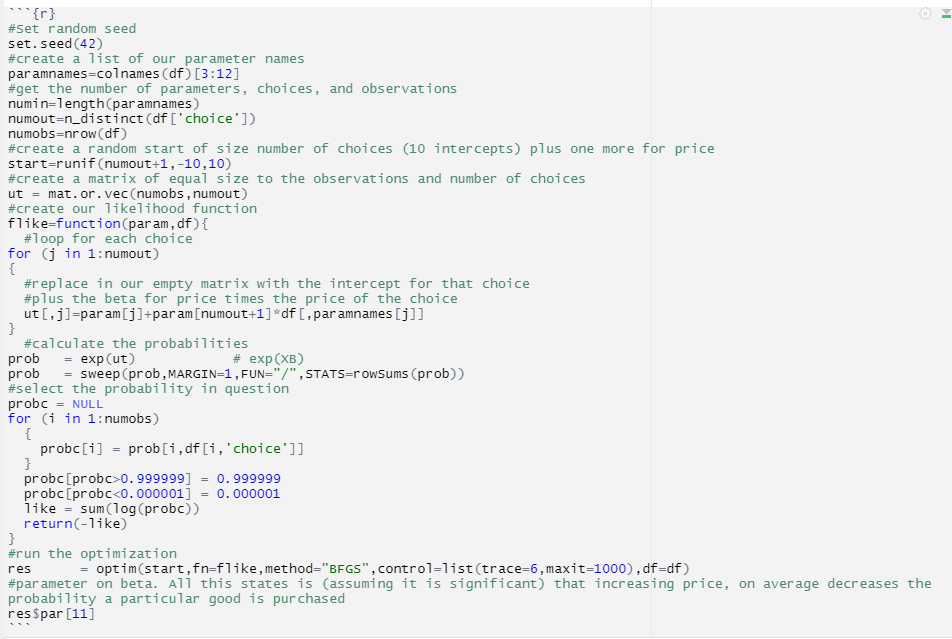 ```{r}
#Set random seed
set.seed(42)
#create a list of our parameter names
paramnames=colnames(df)[3:12]
#get the number of parameters, choices, and observations
numin=length(paramnames)
numout=n_distinct(df['choice'])
numobs=nrow(df)
#create a random start of size number of choices (10 intercepts) plus one more for price
start=runif(numout+1,-10,10)
#create a matrix of equal size to the observations and number of choices
ut = mat.or.vec(numobs,numout)
#create our likelihood function
flike=function(param,df){
  #loop for each choice
for (j in 1:numout)
{
  #replace in our empty matrix with the intercept for that choice
  #plus the beta for price times the price of the choice
  ut[,j]=param[j]+param[numout+1]*df[,paramnames[j]]
}
  #calculate the probabilities
prob   = exp(ut)            # exp(XB)
prob   = sweep(prob,MARGIN=1,FUN="/",STATS=rowSums(prob))
#select the probability in question
probc = NULL
for (i in 1:numobs)
  {
    probc[i] = prob[i,df[i,'choice']]
  }
  probc[probc>0.999999] = 0.999999
  probc[probc<0.000001] = 0.000001
  like = sum(log(probc))
  return(-like)
}
#run the optimization
res      = optim(start,fn=flike,method="BFGS",control=list(trace=6,maxit=1000),df=df)
#parameter on beta. All this states is (assuming it is significant) that increasing price, on average decreases the
probability a particular good is purchased
res$par[11]
```